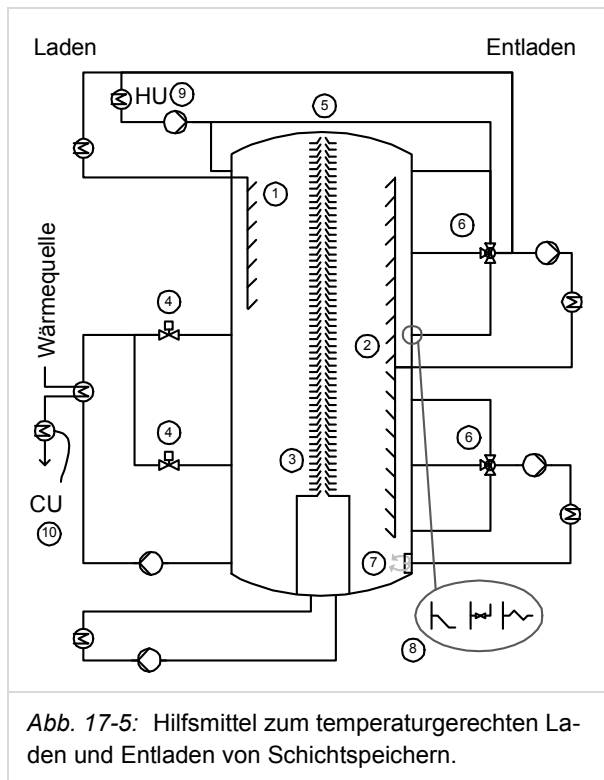 Laden
Entladen
HU 9
5
1
6
4
Wärmequelle
2
4
6
3
CU
10
7
8
Abb. 17-5: Hilfsmittel zum temperaturgerechten La-
den und Entladen von Schichtspeichern.